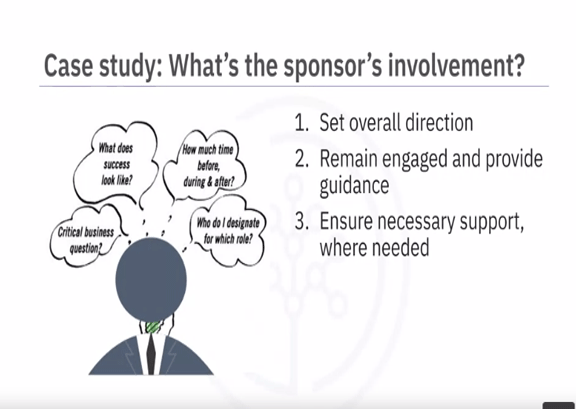 Case study: What's the sponsor's involvement?
What does
success
look like?
How much time
before,
during & after?
Critical business
question?
Who do I designate
for which role?
1. Set overall direction
2. Remain engaged and provide
guidance
3. Ensure necessary support,
where needed